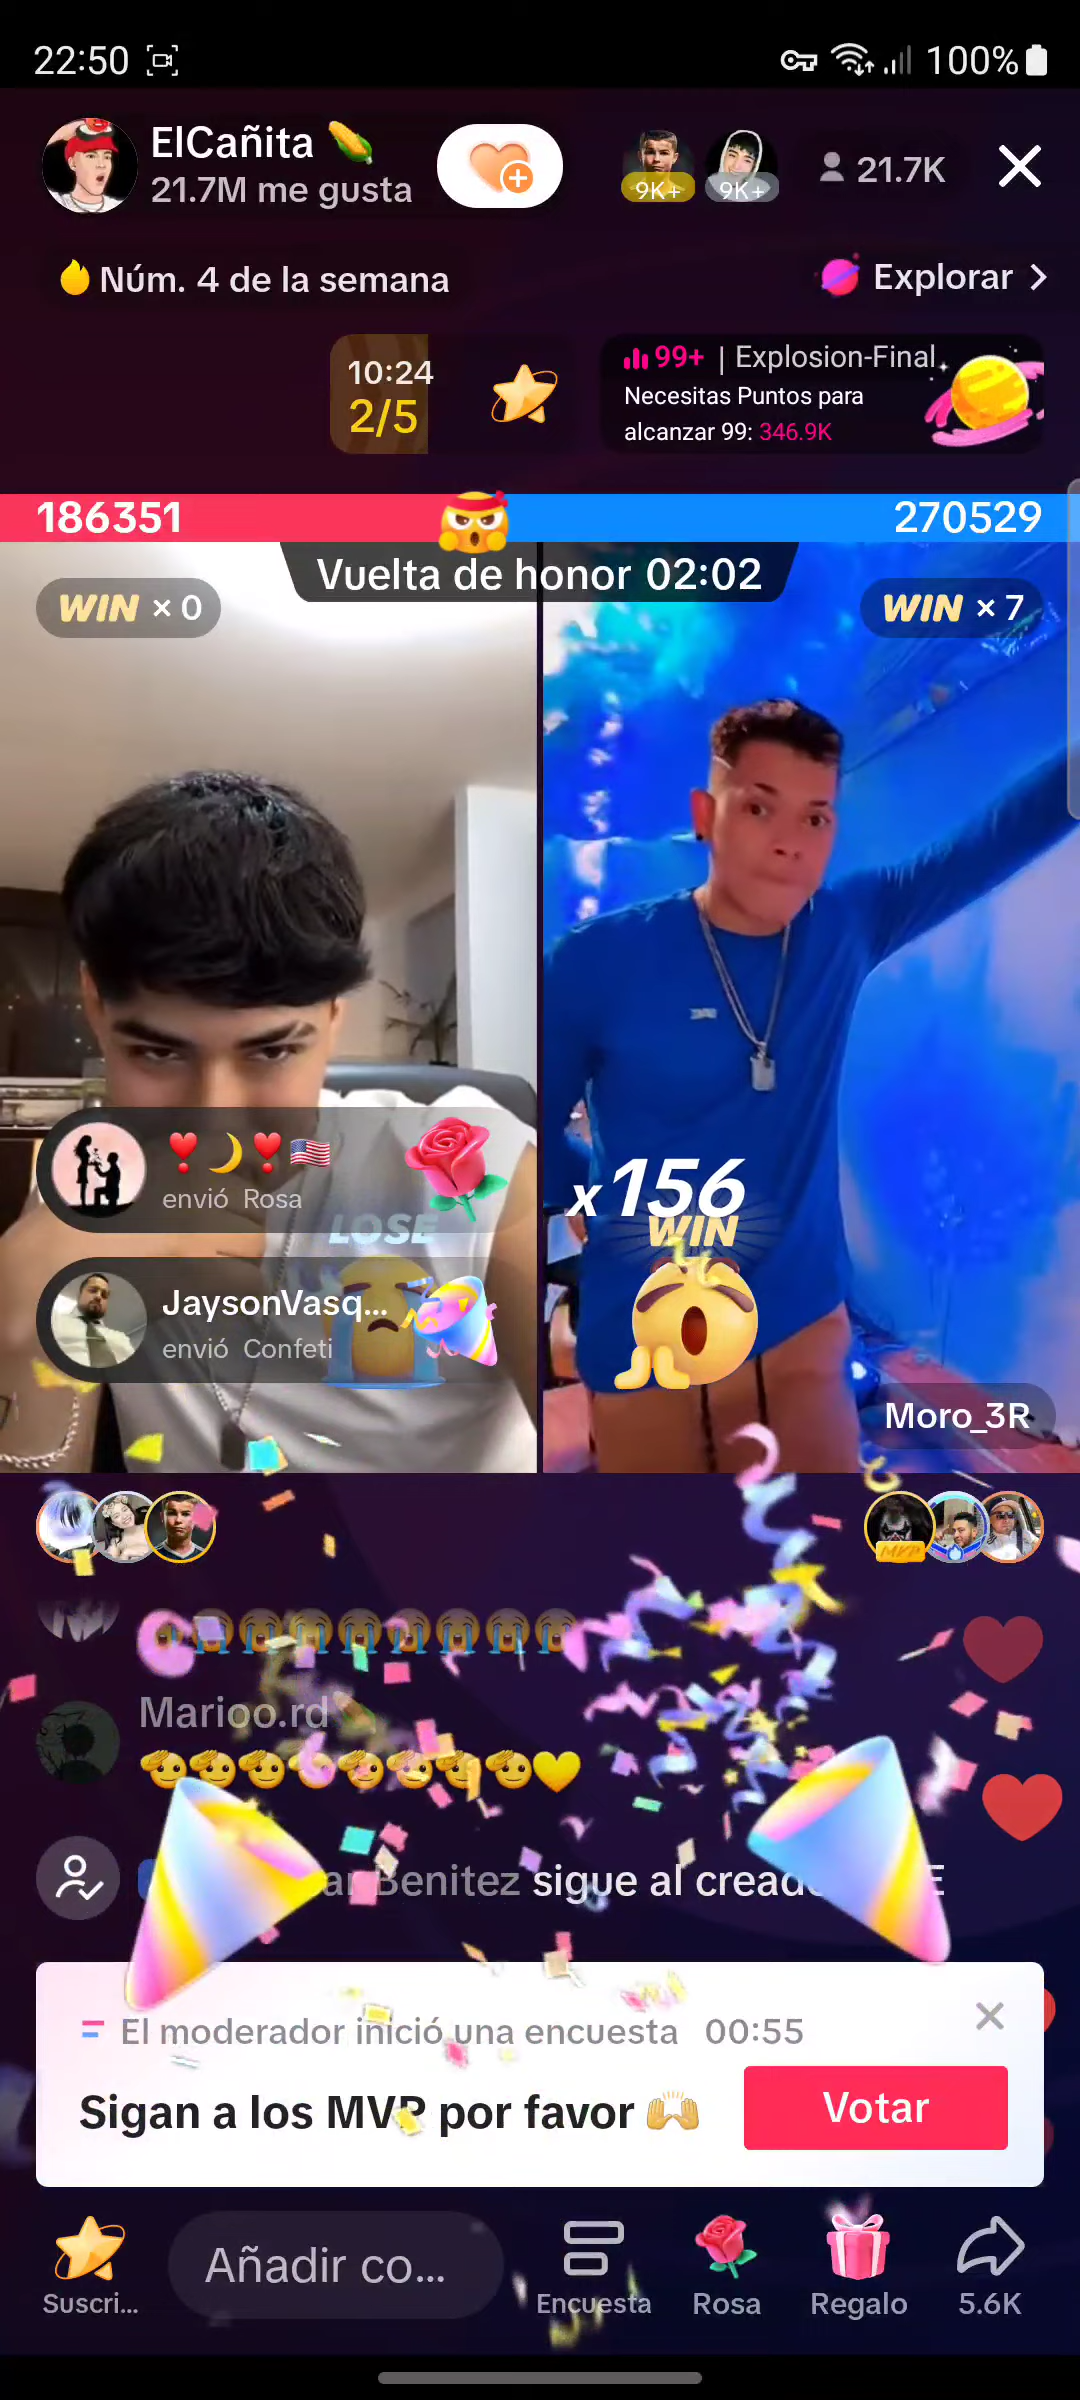 22:50
100%
ElCañita
21.7M me gusta
9K+
9K+
21.7K
Núm. 4 de la semana
Explorar
10:24
2/5
99+ | Explosion-Final
Necesitas Puntos para
alcanzar 99: 346.9K
186351
270529
Vuelta de honor 02:02
WIN × 0
WIN × 7
envió Rosa
LOSE
x156
WIN
JaysonVasq...
envió Confeti
Moro_3R
MVP
Marioo.rd
Benitez sigue al
El moderador inició una encuesta 00:55
Sigan a los MVP por favor
Votar
Añadir co...
Suscri...
Encuesta
Rosa
Regalo
5.6K